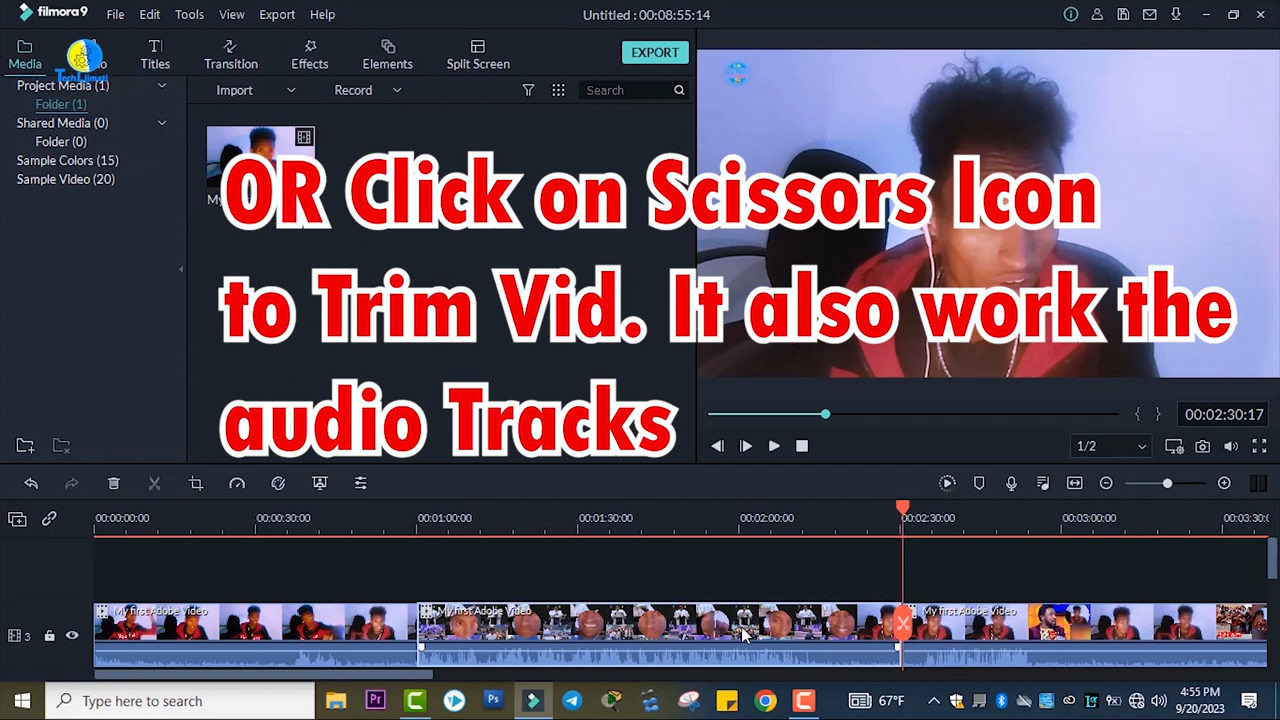 filmora9 File Edit Tools View Export Help Untitled : 00:08:55:14
Media Titles Transition Effects Elements Split Screen EXPORT
Project Media (1) Import Record Search
Folder (1)
Shared Media (0)
Folder (0)
Sample Colors (15)
Sample Video (20)
OR Click on Scissors Icon
to Trim Vid. It also work the
audio Tracks
00:02:30:17
1/2
00:00:00:00 00:00:30:00 00:01:00:00 00:01:30:00 00:02:00:00 00:02:30:00 00:03:00:00 00:03:30:0
My first Adobe Video My first Adobe Video My first Adobe Video
3
Type here to search Pr Ps 67°F 4:55 PM
9/20/2023